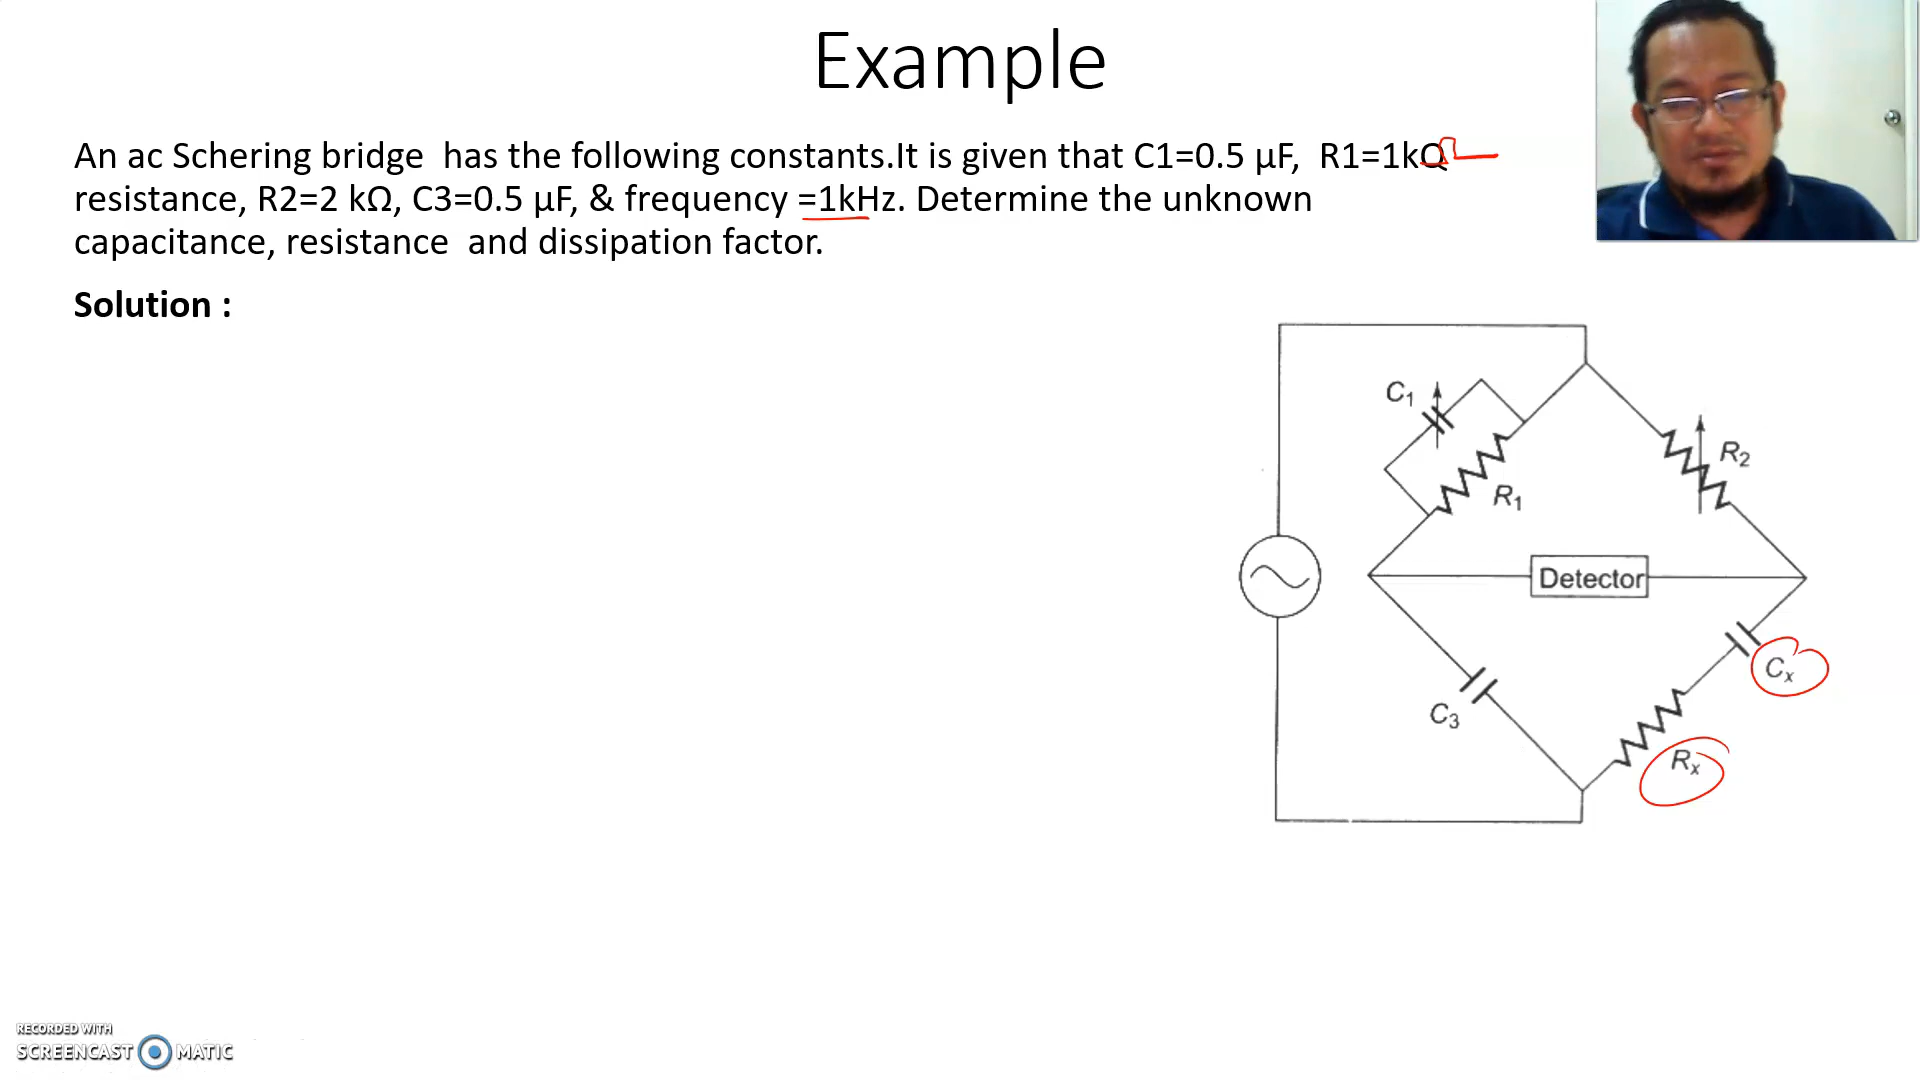 Example
An ac Schering bridge has the following constants.It is given that C1=0.5 µF, R1=1kΩ
resistance, R2=2 kΩ, C3=0.5 µF, & frequency =1kHz. Determine the unknown
capacitance, resistance and dissipation factor.
Solution :
C1
R2
R1
Detector
Cx
C3
Rx
RECORDED WITH
SCREENCAST MATIC